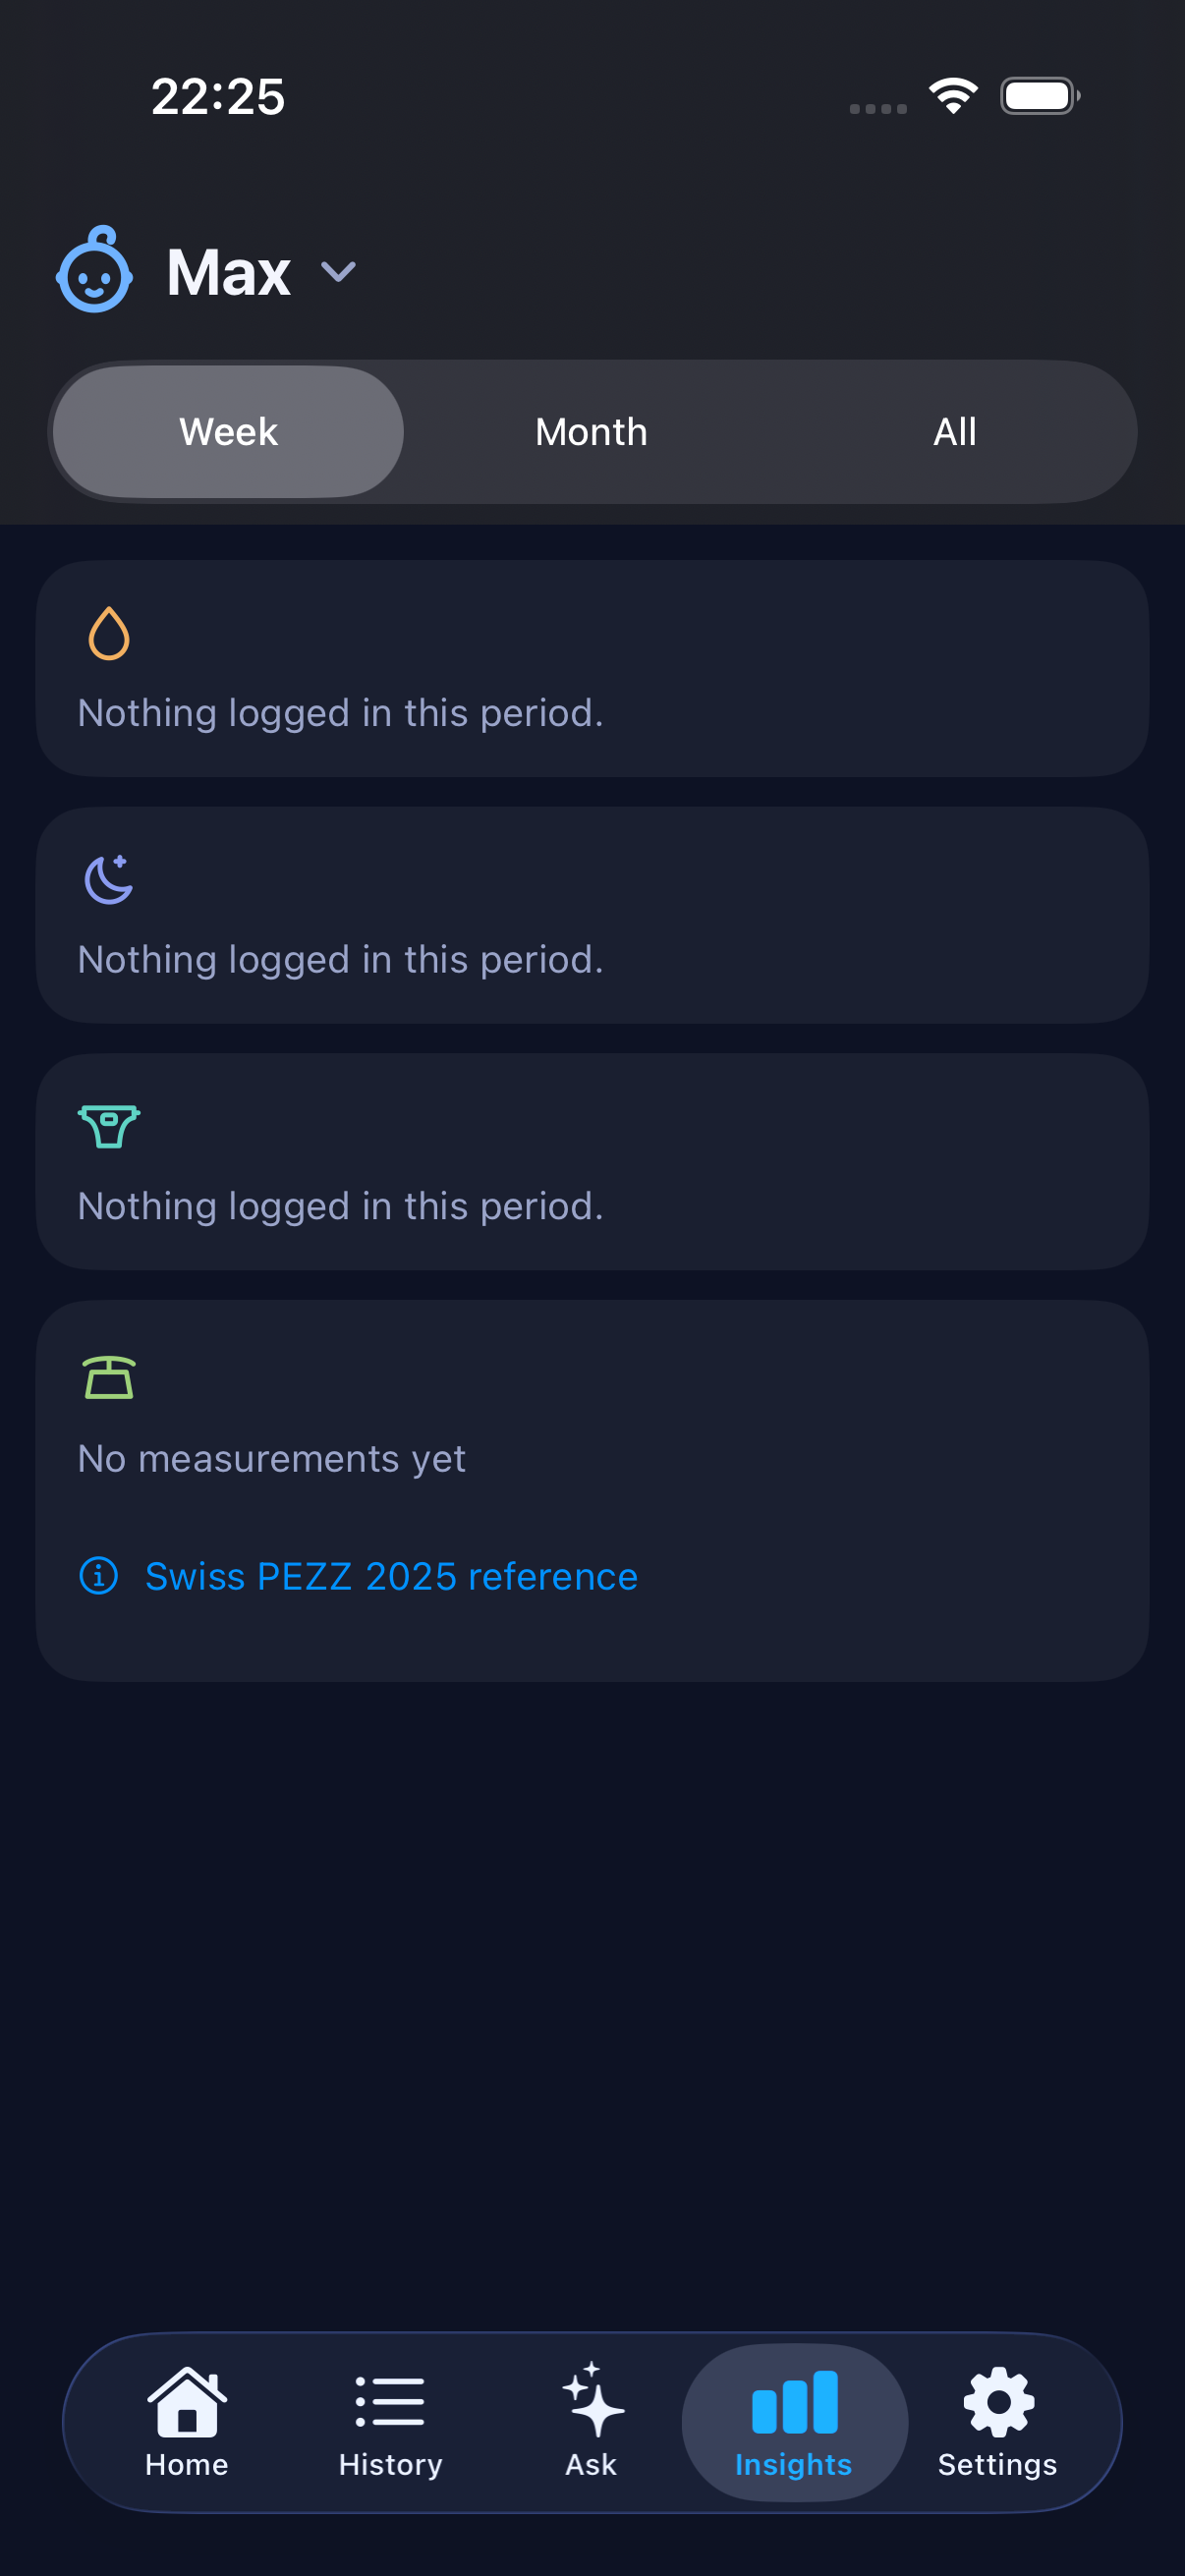 22:25
Max
Week
Month
All
Nothing logged in this period.
Nothing logged in this period.
Nothing logged in this period.
No measurements yet
Swiss PEZZ 2025 reference
Home
History
Ask
Insights
Settings